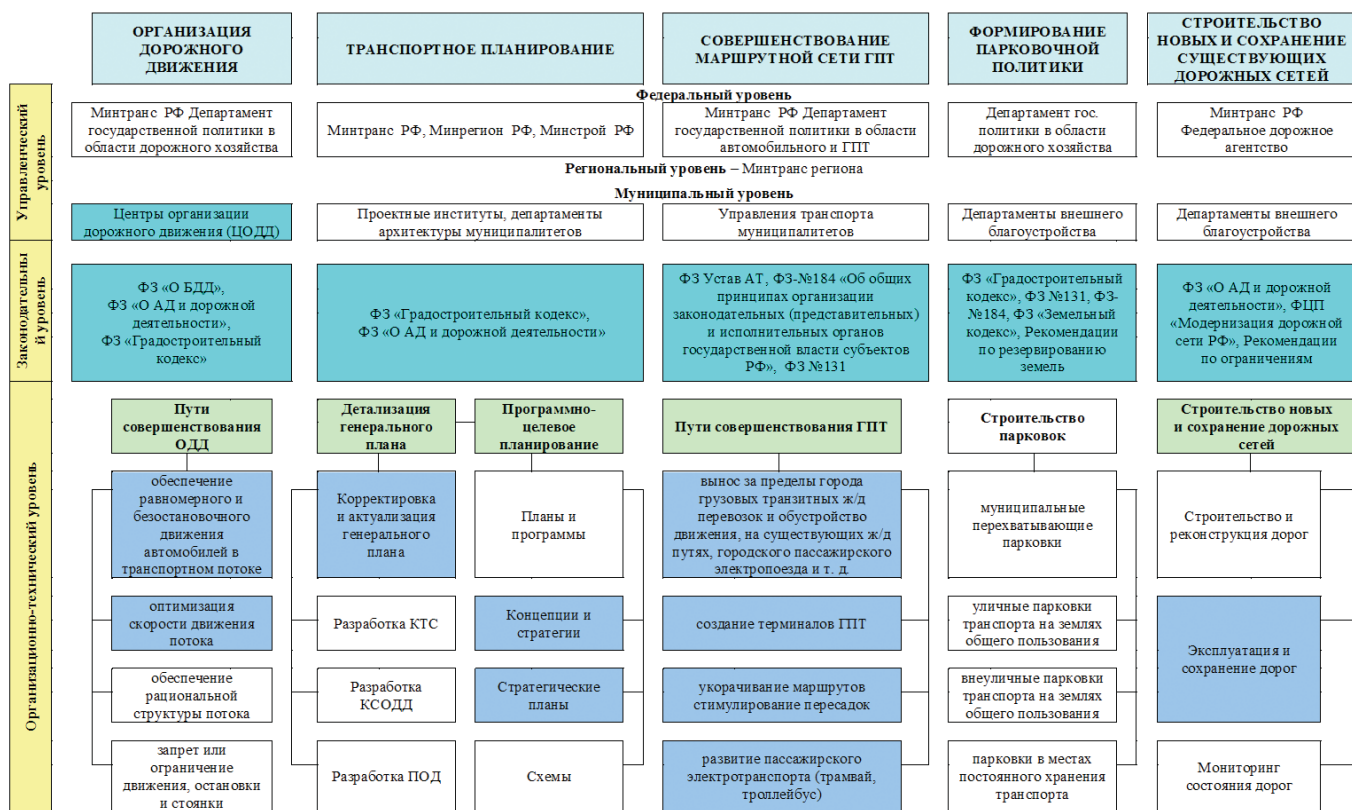 ОРГАНИЗАЦИЯ
ДОРОЖНОГО
ДВИЖЕНИЯ
ТРАНСПОРТНОЕ ПЛАНИРОВАНИЕ
СОВЕРШЕНСТВОВАНИЕ
МАРШРУТНОЙ СЕТИ ГПТ
ФОРМИРОВАНИЕ
ПАРКОВОЧНОЙ
ПОЛИТИКИ
СТРОИТЕЛЬСТВО
НОВЫХ И СОХРАНЕНИЕ
СУЩЕСТВУЮЩИХ
ДОРОЖНЫХ СЕТЕЙ
Управленческий
уровень
Федеральный уровень
Минтранс РФ Департамент
государственной политики в
области дорожного хозяйства
Минтранс РФ, Минрегион РФ, Минстрой РФ
Минтранс РФ Департамент
государственной политики в области
автомобильного и ГПТ
Департамент гос.
политики в области
дорожного хозяйства
Минтранс РФ
Федеральное дорожное
агентство
Региональный уровень – Минтранс региона
Муниципальный уровень
Центры организации
дорожного движения (ЦОДД)
Проектные институты, департаменты
архитектуры муниципалитетов
Управления транспорта
муниципалитетов
Департаменты внешнего
благоустройства
Департаменты внешнего
благоустройства
Законодательны
й уровень
ФЗ «О БДД»,
ФЗ «О АД и дорожной
деятельности»,
ФЗ «Градостроительный
кодекс»
ФЗ «Градостроительный кодекс»,
ФЗ «О АД и дорожной деятельности»
ФЗ Устав АТ, ФЗ-№184 «Об общих
принципах организации
законодательных (представительных)
и исполнительных органов
государственной власти субъектов
РФ», ФЗ №131
ФЗ «Градостроительный
кодекс», ФЗ №131, ФЗ-
№184, ФЗ «Земельный
кодекс», Рекомендации
по резервированию
земель
ФЗ «О АД и дорожной
деятельности», ФЦП
«Модернизация дорожной
сети РФ», Рекомендации
по ограничениям
Организационно-технический уровень
Пути
совершенствования
ОДД
Детализация
генерального
плана
Программно-
целевое
планирование
Пути совершенствования ГПТ
Строительство
парковок
Строительство новых
и сохранение дорожных
сетей
обеспечение
равномерного и
безостановочного
движения
автомобилей в
транспортном потоке
Корректировка
и актуализация
генерального
плана
Планы и
программы
вынос за пределы города
грузовых транзитных ж/д
перевозок и обустройство
движения, на существующих ж/д
путях, городского пассажирского
электропоезда и т. д.
муниципальные
перехватывающие
парковки
Строительство и
реконструкция дорог
оптимизация
скорости движения
потока
Разработка КТС
Концепции и
стратегии
создание терминалов ГПТ
уличные парковки
транспорта на землях
общего пользования
Эксплуатация и
сохранение дорог
обеспечение
рациональной
структуры потока
Разработка
КСОДД
Стратегические
планы
укорачивание маршрутов
стимулирование пересадок
внеуличные парковки
транспорта на землях
общего пользования
запрет или
ограничение
движения, остановки
и стоянки
Разработка ПОД
Схемы
развитие пассажирского
электротранспорта (трамвай,
троллейбус)
парковки в местах
постоянного хранения
транспорта
Мониторинг
состояния дорог